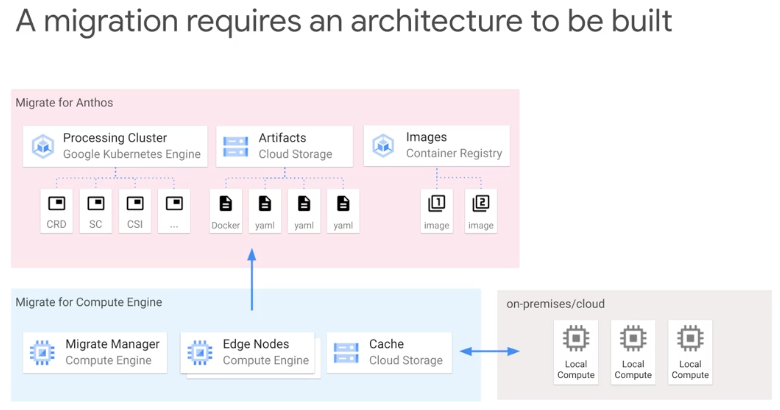 A migration requires an architecture to be built
Migrate for Anthos
Processing Cluster
Google Kubernetes Engine
Artifacts
Cloud Storage
Images
Container Registry
CRD
SC
CSI
...
Docker
yaml
yaml
yaml
1
image
2
image
Migrate for Compute Engine
Migrate Manager
Compute Engine
Edge Nodes
Compute Engine
Cache
Cloud Storage
on-premises/cloud
Local
Compute
Local
Compute
Local
Compute